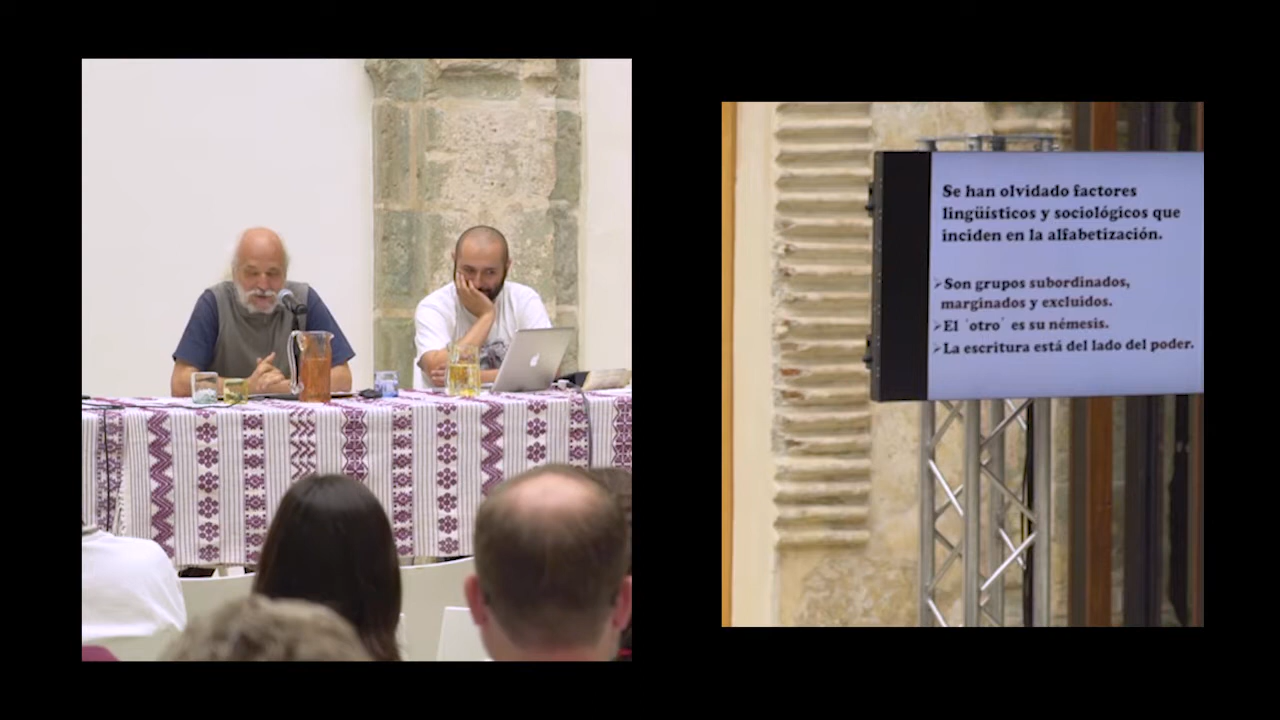 Se han olvidado factores
lingüísticos y sociológicos que
inciden en la alfabetización.
➢Son grupos subordinados,
marginados y excluidos.
➢El ´otro´ es su némesis.
➢La escritura está del lado del poder.